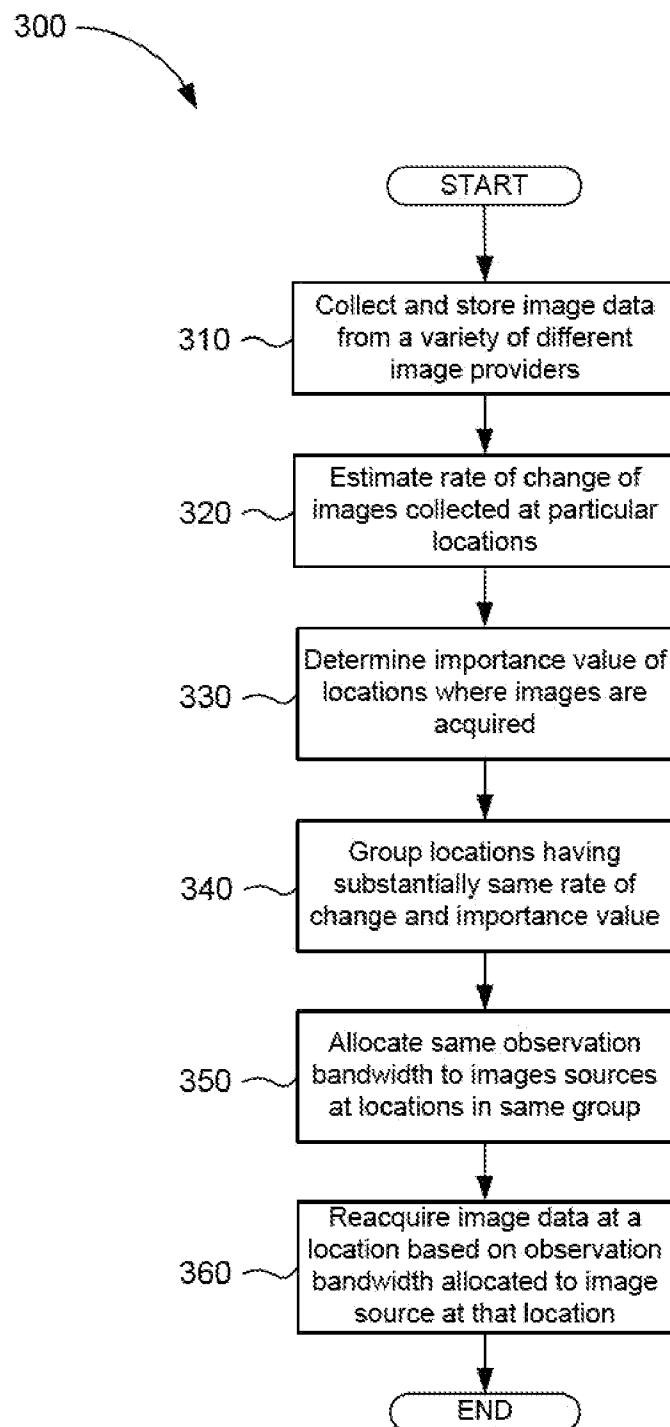 300
START
310
Collect and store image data
from a variety of different
image providers
320
Estimate rate of change of
images collected at particular
locations
330
Determine importance value of
locations where images are
acquired
340
Group locations having
substantially same rate of
change and importance value
350
Allocate same observation
bandwidth to images sources
at locations in same group
360
Reacquire image data at a
location based on observation
bandwidth allocated to image
source at that location
END